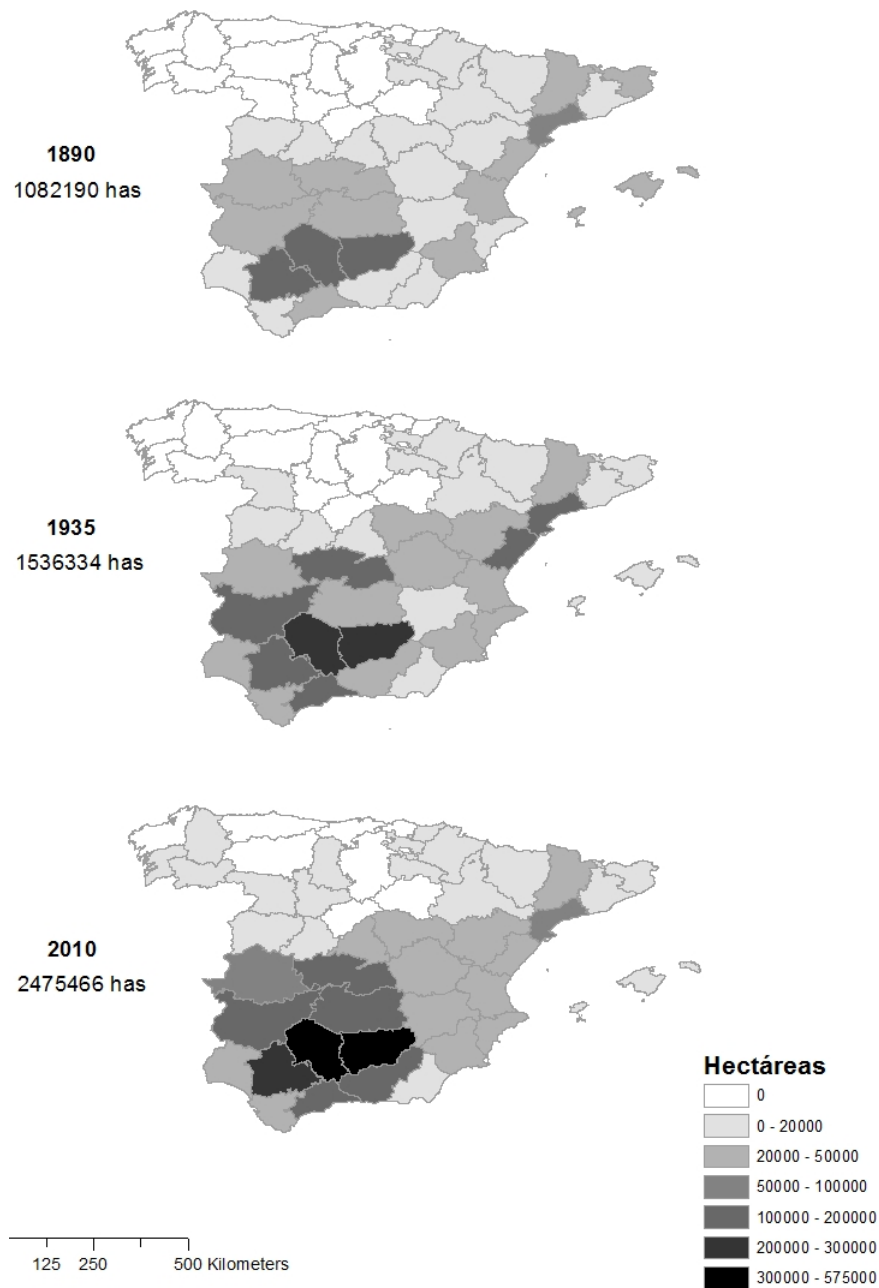 1890
1082190 has
1935
1536334 has
2010
2475466 has
Hectáreas
0
0 - 20000
20000 - 50000
50000 - 100000
100000 - 200000
200000 - 300000
300000 - 575000
125 250 500 Kilometers